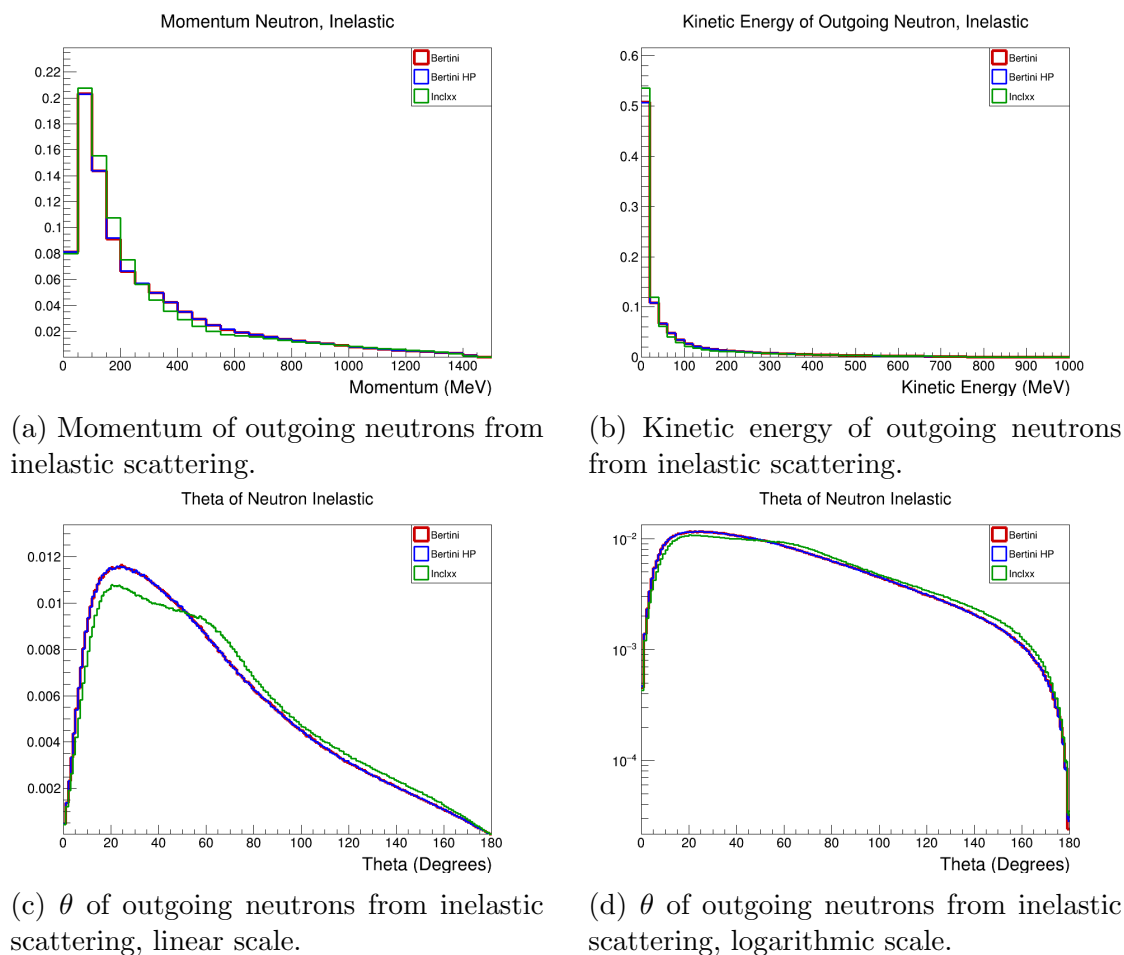 Momentum Neutron, Inelastic
Bertini
Bertini HP
Inclxx
0.22
0.2
0.18
0.16
0.14
0.12
0.1
0.08
0.06
0.04
0.02
0 200 400 600 800 1000 1200 1400
Momentum (MeV)
Kinetic Energy of Outgoing Neutron, Inelastic
Bertini
Bertini HP
Inclxx
0.6
0.5
0.4
0.3
0.2
0.1
0
0 100 200 300 400 500 600 700 800 900 1000
Kinetic Energy (MeV)
(a) Momentum of outgoing neutrons from
inelastic scattering.
(b) Kinetic energy of outgoing neutrons
from inelastic scattering.
Theta of Neutron Inelastic
Bertini
Bertini HP
Inclxx
0.012
0.01
0.008
0.006
0.004
0.002
0 20 40 60 80 100 120 140 160 180
Theta (Degrees)
Theta of Neutron Inelastic
Bertini
Bertini HP
Inclxx
10⁻²
10⁻³
10⁻⁴
0 20 40 60 80 100 120 140 160 180
Theta (Degrees)
(c) θ of outgoing neutrons from inelastic
scattering, linear scale.
(d) θ of outgoing neutrons from inelastic
scattering, logarithmic scale.